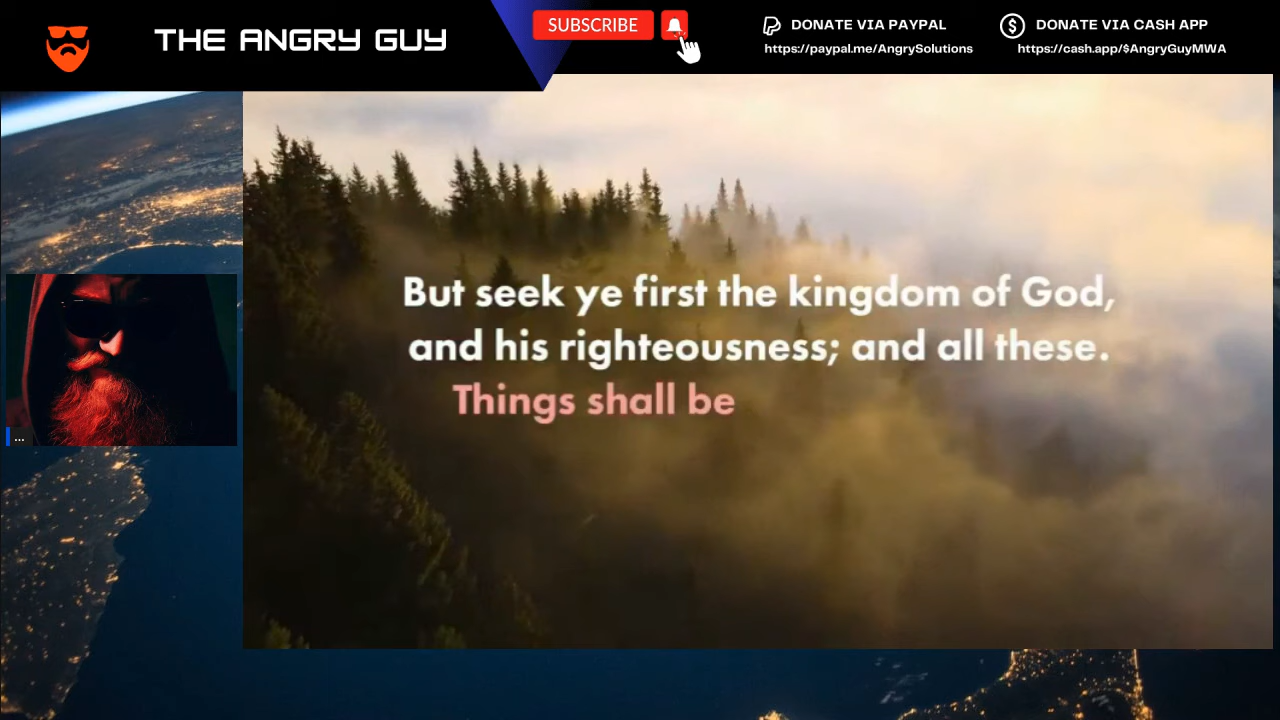 THE ANGRY GUY
SUBSCRIBE
DONATE VIA PAYPAL
https://paypal.me/AngrySolutions
DONATE VIA CASH APP
https://cash.app/$AngryGuyMWA
But seek ye first the kingdom of God,
and his righteousness; and all these.
Things shall be
...